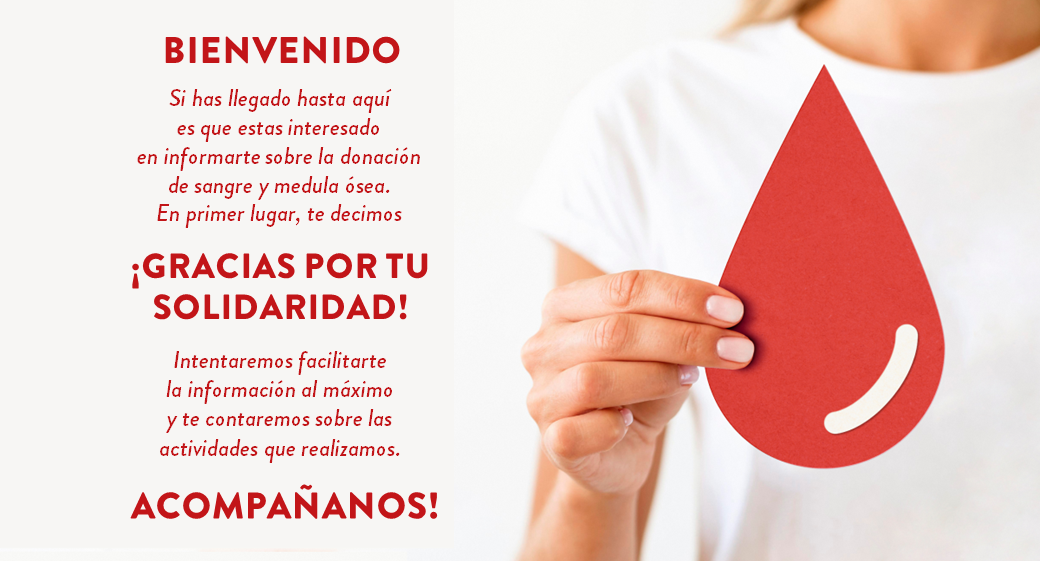 BIENVENIDO
Si has llegado hasta aquí
es que estas interesado
en informarte sobre la donación
de sangre y medula ósea.
En primer lugar, te decimos
¡GRACIAS POR TU
SOLIDARIDAD!
Intentaremos facilitarte
la información al máximo
y te contaremos sobre las
actividades que realizamos.
ACOMPAÑANOS!